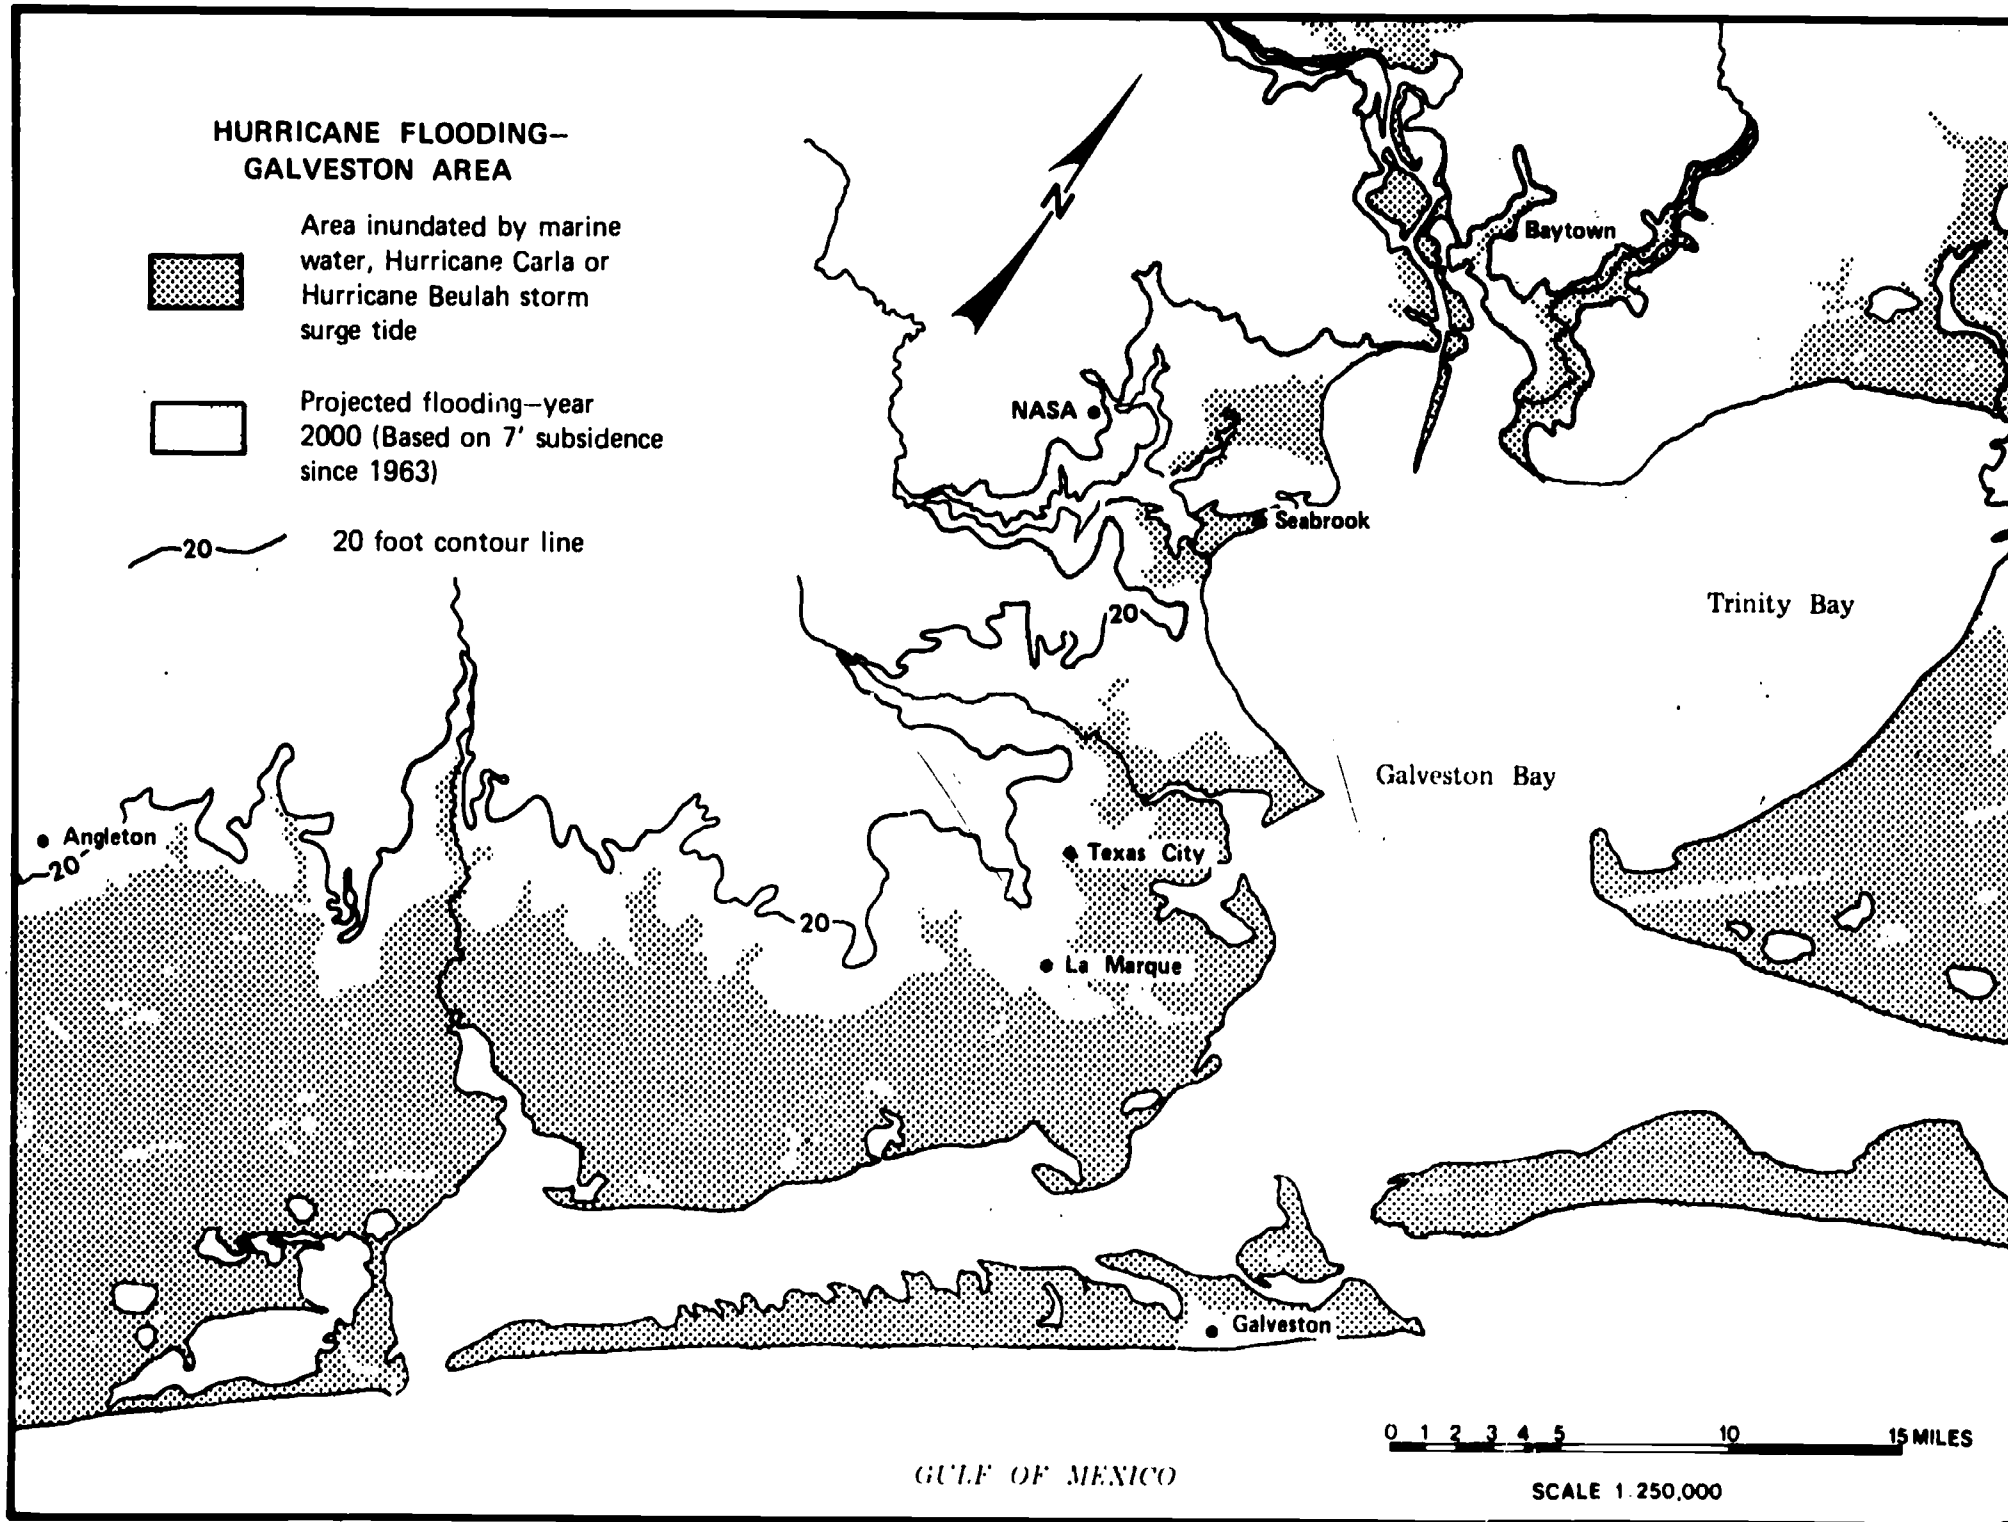 HURRICANE FLOODING–
GALVESTON AREA
Area inundated by marine
water, Hurricane Carla or
Hurricane Beulah storm
surge tide
Projected flooding–year
2000 (Based on 7' subsidence
since 1963)
20
20 foot contour line
N
Baytown
NASA
Seabrook
20
Trinity Bay
Galveston Bay
Angleton
20
Texas City
20
La Marque
Galveston
0 1 2 3 4 5 10 15 MILES
GULF OF MEXICO
SCALE 1:250,000